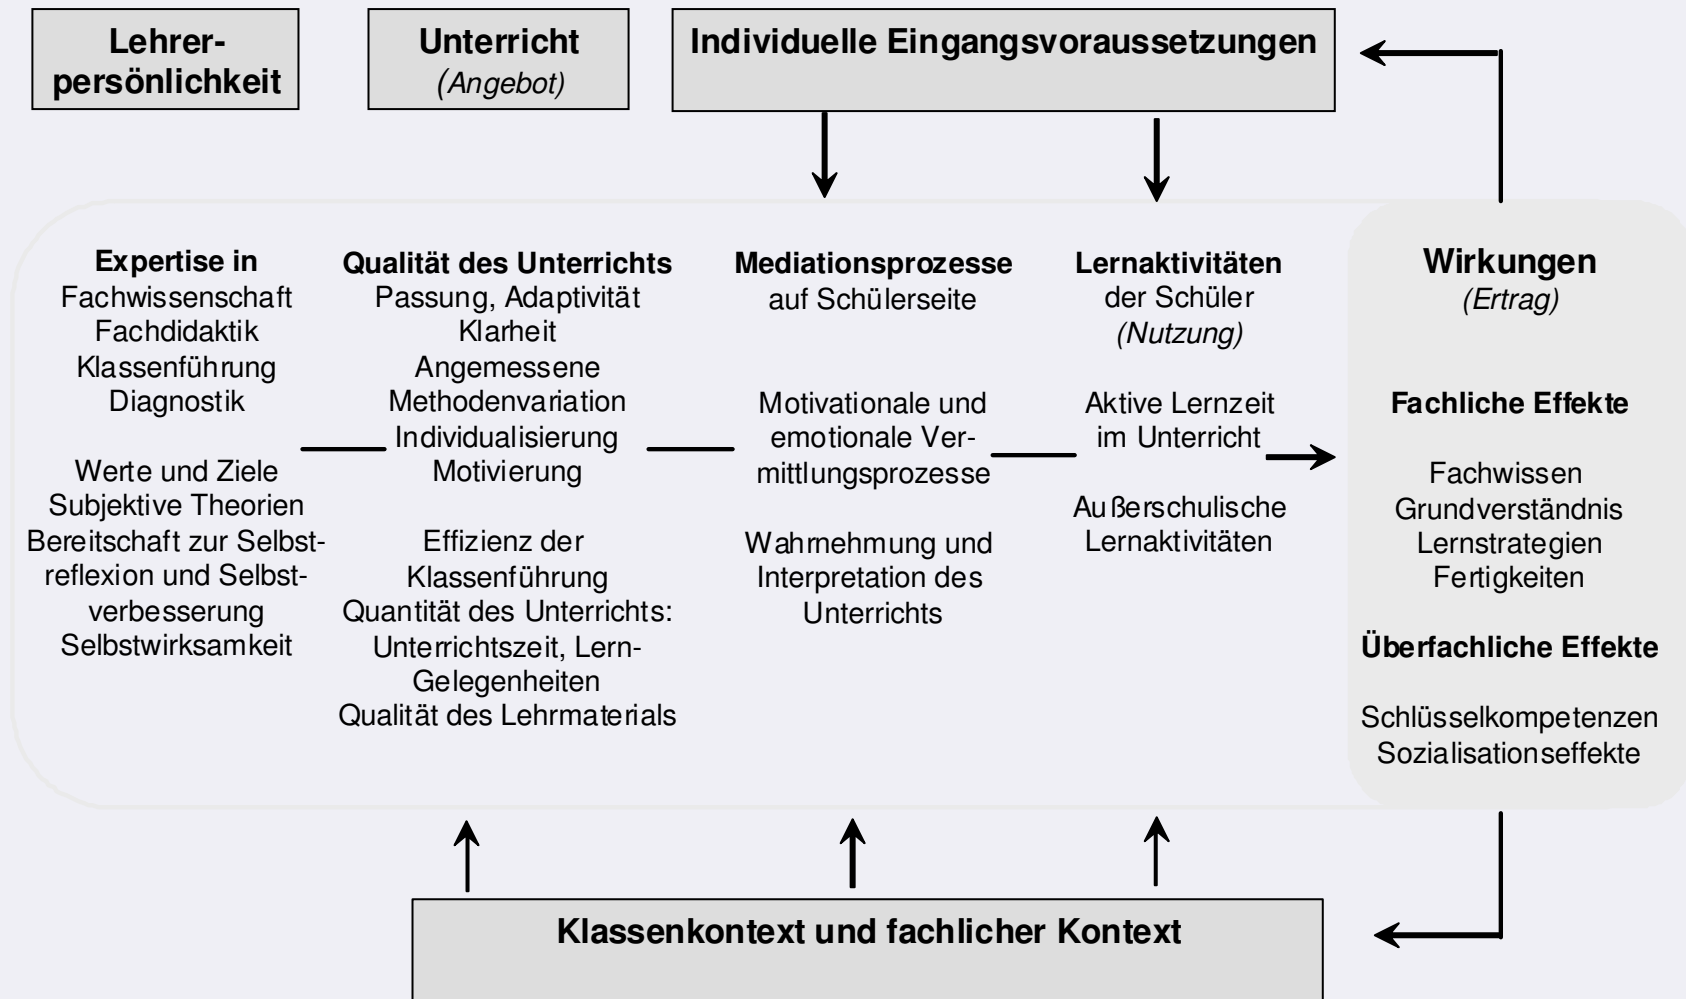 Lehrer-
persönlichkeit
Unterricht
(Angebot)
Individuelle Eingangsvoraussetzungen
Expertise in
Fachwissenschaft
Fachdidaktik
Klassenführung
Diagnostik
Werte und Ziele
Subjektive Theorien
Bereitschaft zur Selbst-
reflexion und Selbst-
verbesserung
Selbstwirksamkeit
Qualität des Unterrichts
Passung, Adaptivität
Klarheit
Angemessene
Methodenvariation
Individualisierung
Motivierung
Effizienz der
Klassenführung
Quantität des Unterrichts:
Unterrichtszeit, Lern-
Gelegenheiten
Qualität des Lehrmaterials
Mediationsprozesse
auf Schülerseite
Motivationale und
emotionale Ver-
mittlungsprozesse
Wahrnehmung und
Interpretation des
Unterrichts
Lernaktivitäten
der Schüler
(Nutzung)
Aktive Lernzeit
im Unterricht
Außerschulische
Lernaktivitäten
Wirkungen
(Ertrag)
Fachliche Effekte
Fachwissen
Grundverständnis
Lernstrategien
Fertigkeiten
Überfachliche Effekte
Schlüsselkompetenzen
Sozialisationseffekte
Klassenkontext und fachlicher Kontext